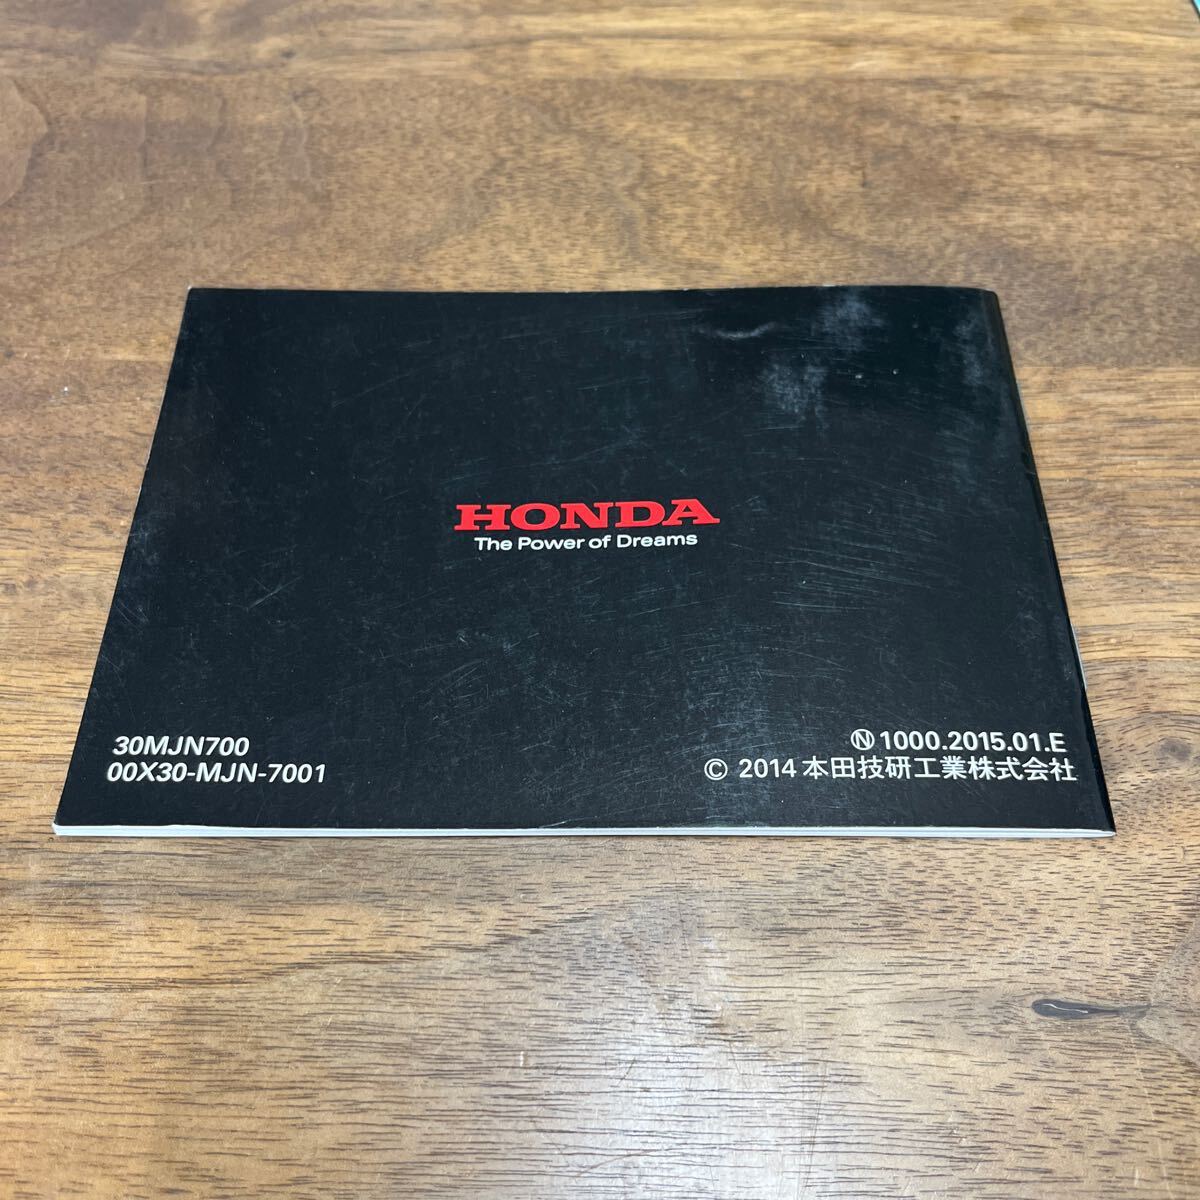 HONDA
The Power of Dreams
30MJN700
00X30-MJN-7001
Ⓝ 1000.2015.01.E
© 2014 本田技研工業株式会社